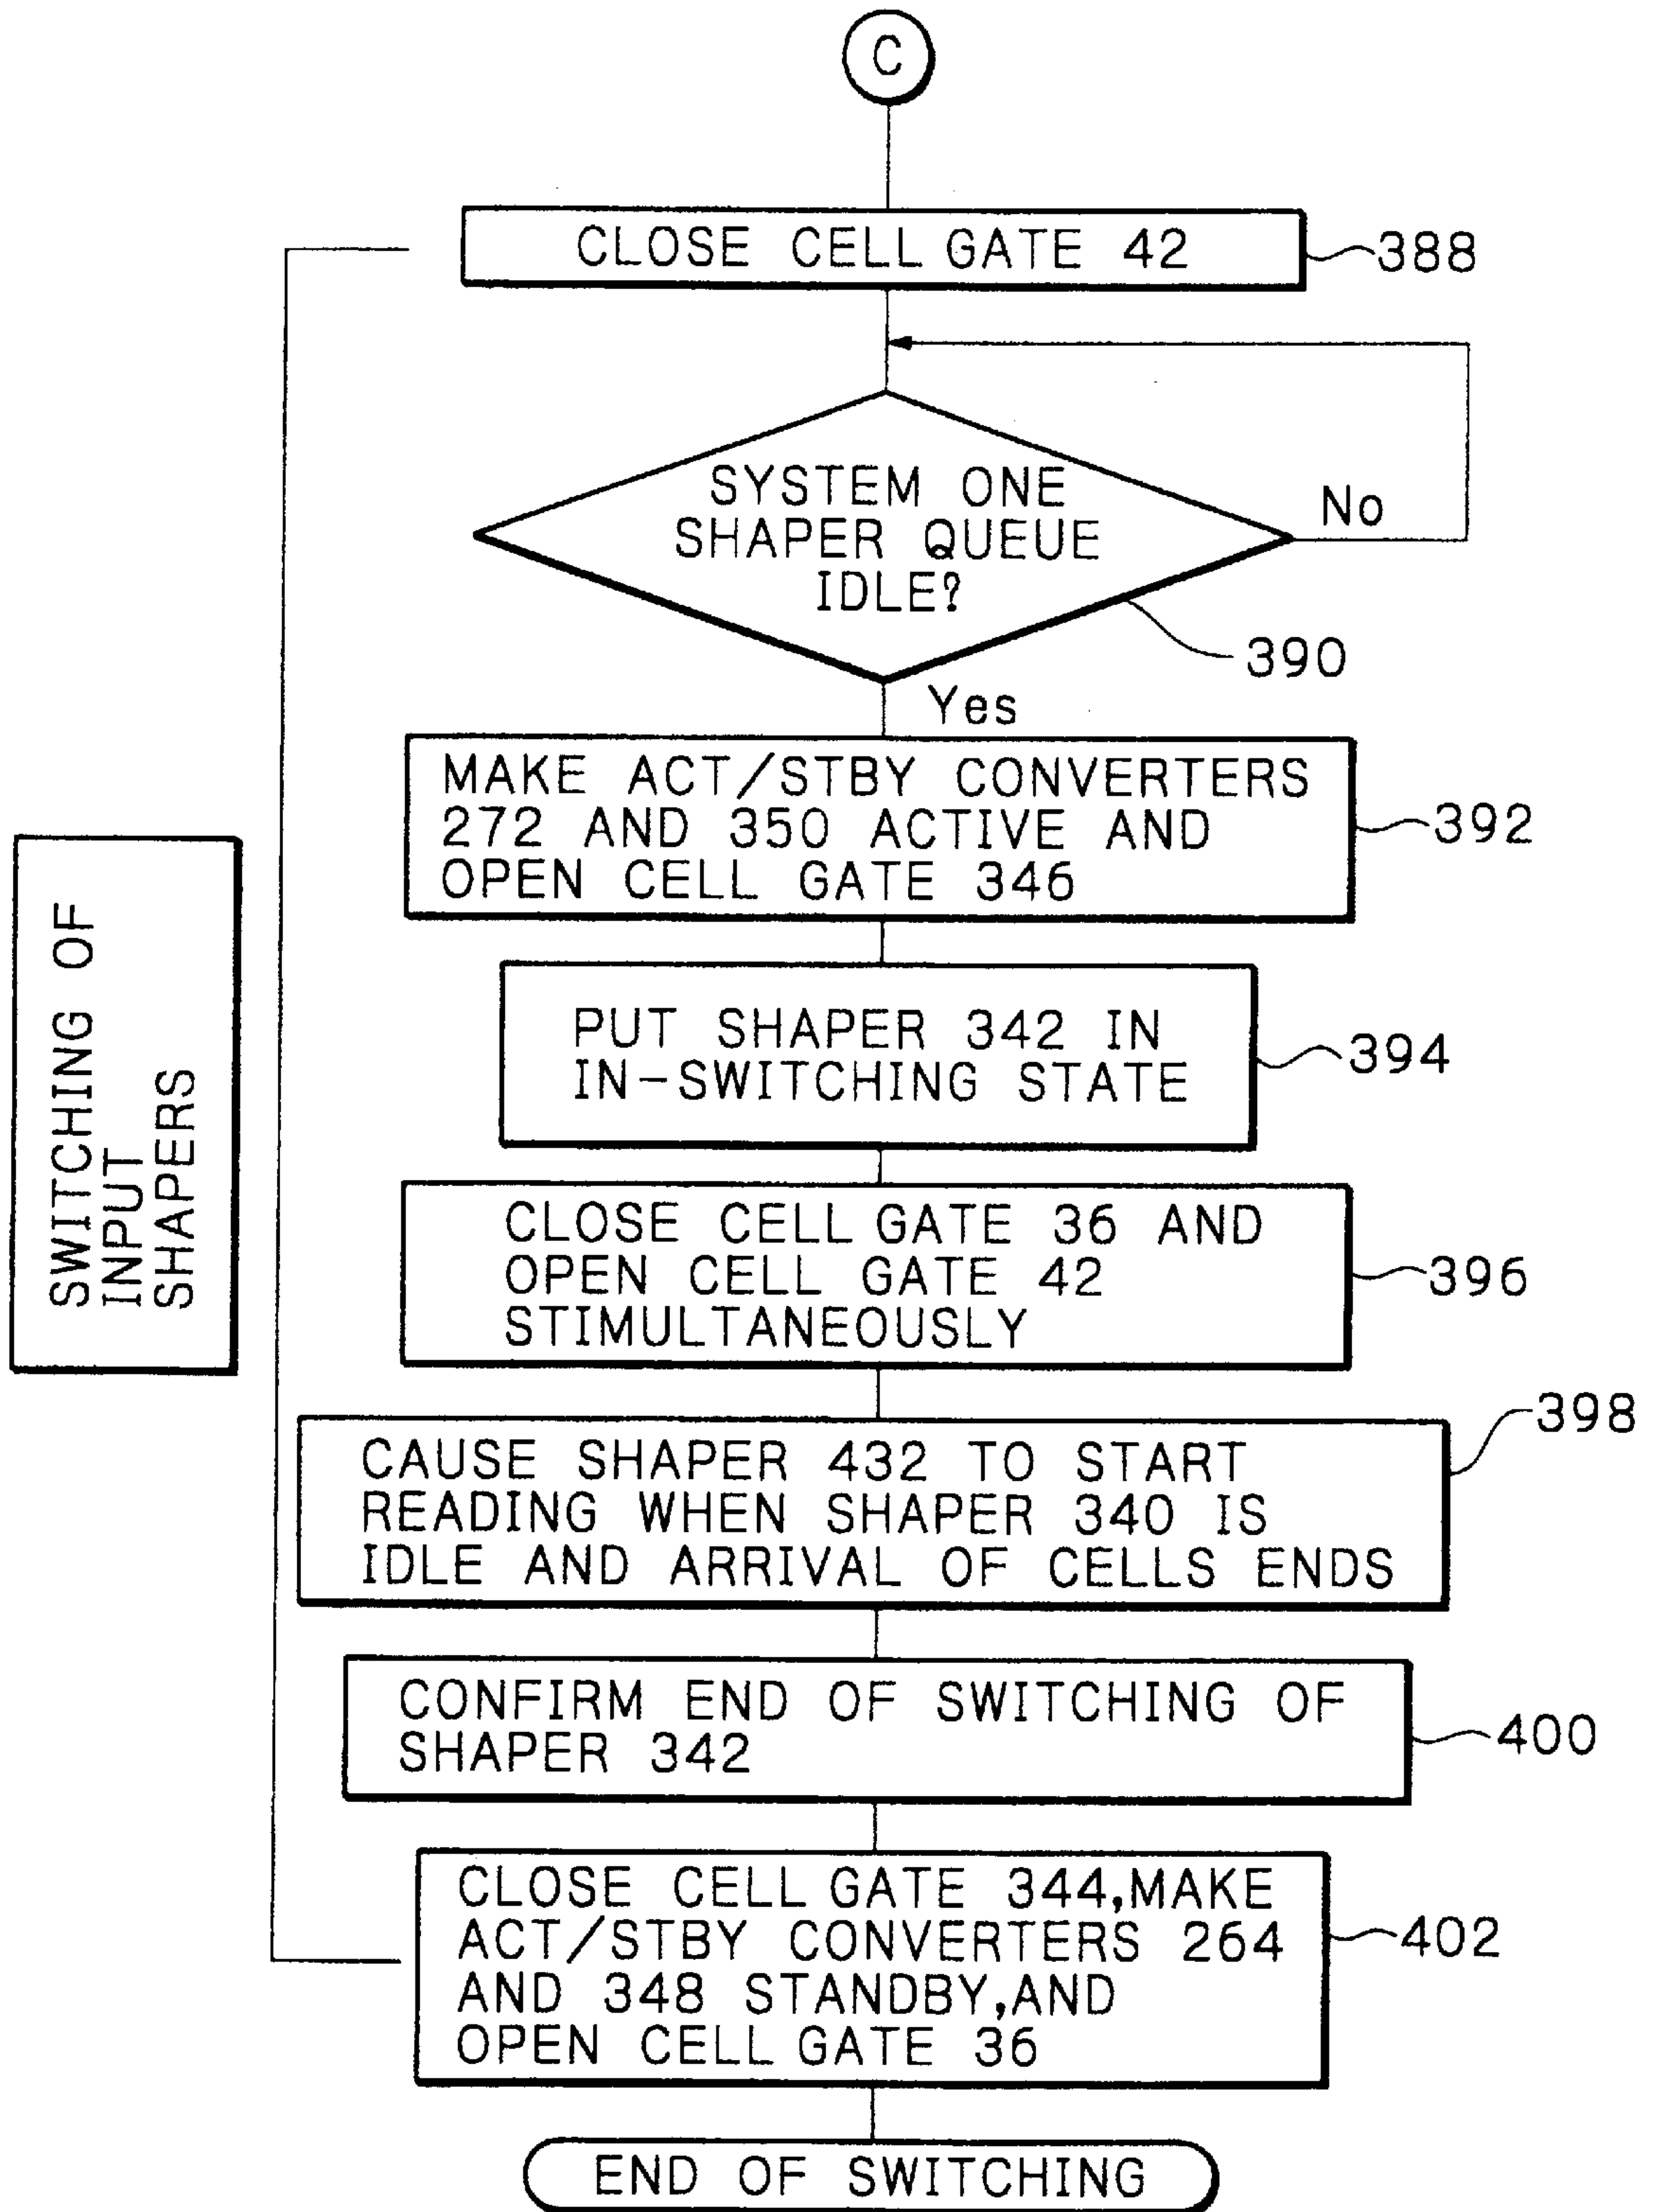 C
CLOSE CELL GATE 42
388
SYSTEM ONE
SHAPER QUEUE
IDLE?
No
390
Yes
MAKE ACT/STBY CONVERTERS
272 AND 350 ACTIVE AND
OPEN CELL GATE 346
392
SWITCHING OF
INPUT
SHAPERS
PUT SHAPER 342 IN
IN-SWITCHING STATE
394
CLOSE CELL GATE 36 AND
OPEN CELL GATE 42
STIMULTANEOUSLY
396
CAUSE SHAPER 432 TO START
READING WHEN SHAPER 340 IS
IDLE AND ARRIVAL OF CELLS ENDS
398
CONFIRM END OF SWITCHING OF
SHAPER 342
400
CLOSE CELL GATE 344,MAKE
ACT/STBY CONVERTERS 264
AND 348 STANDBY,AND
OPEN CELL GATE 36
402
END OF SWITCHING